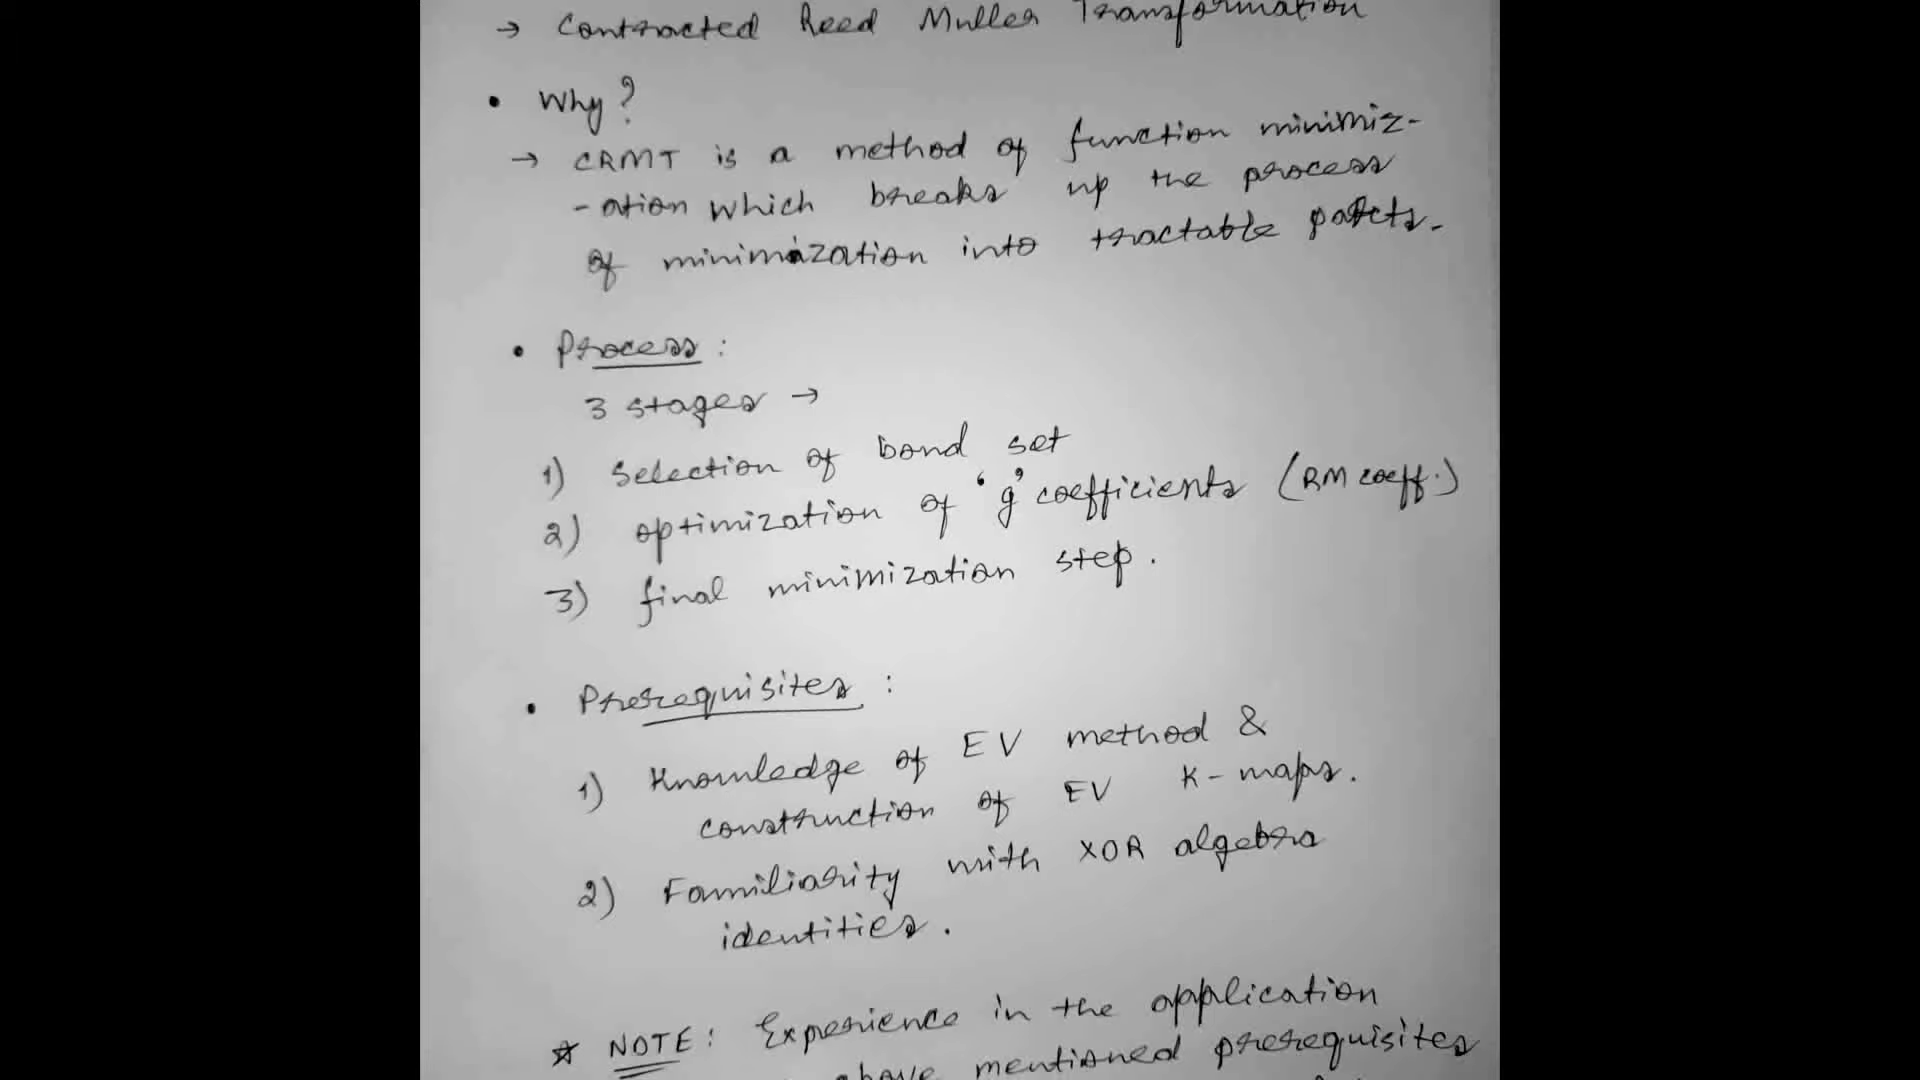 → Contracted Reed Muller Transformation
• Why?
→ CRMT is a method of function minimiz-
-ation which breaks up the process
of minimization into tractable parts.
• Process:
3 stages →
1) Selection of bond set
2) optimization of 'g' coefficients (RM coeff.)
3) final minimization step.
• Prerequisites:
1) Knowledge of EV method &
construction of EV K-maps.
2) Familiarity with XOR algebra
identities.
☆ NOTE: Experience in the application
above mentioned prerequisites